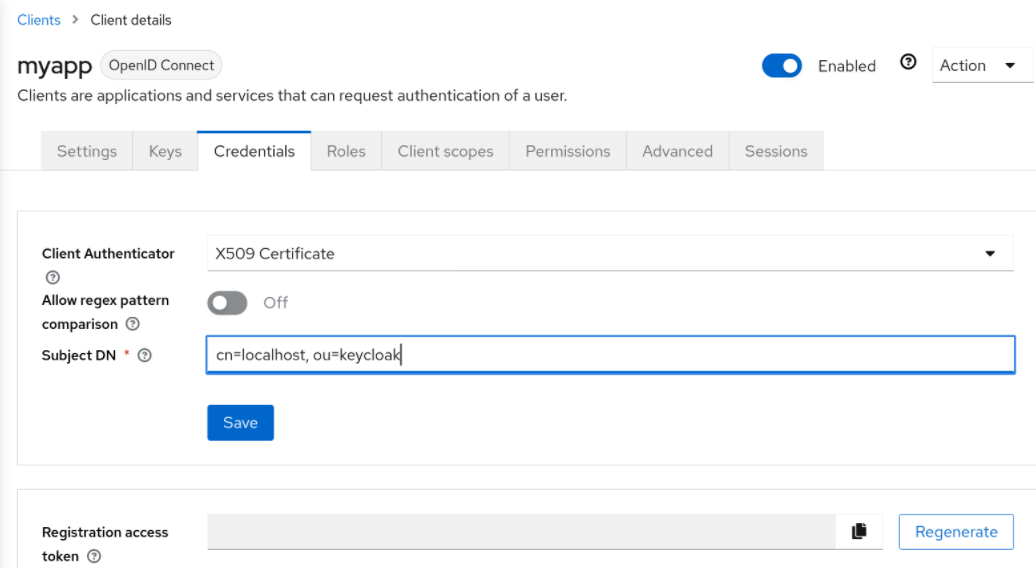 Clients > Client details
myapp OpenID Connect Enabled Action
Clients are applications and services that can request authentication of a user.
Settings Keys Credentials Roles Client scopes Permissions Advanced Sessions
Client Authenticator X509 Certificate
Allow regex pattern comparison Off
Subject DN * cn=localhost, ou=keycloak
Save
Registration access token Regenerate